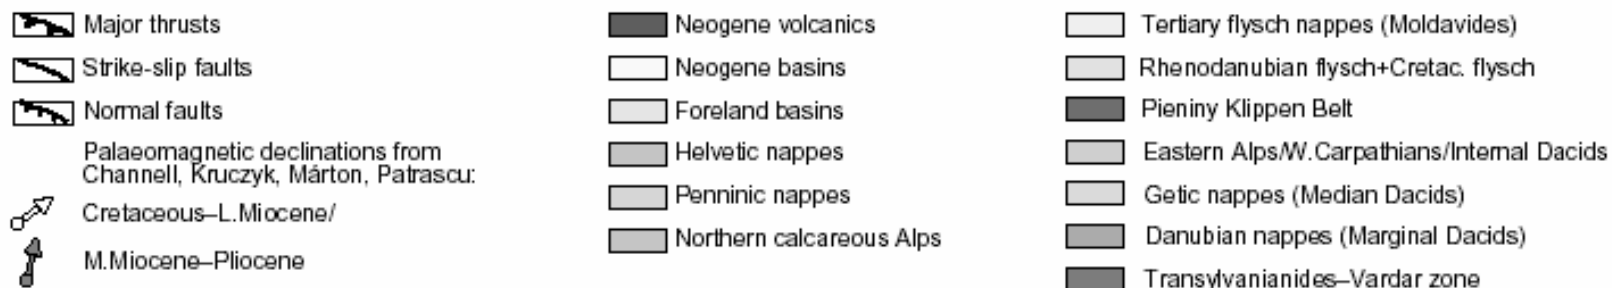 Major thrusts
Strike-slip faults
Normal faults
Palaeomagnetic declinations from
Channell, Kruczyk, Márton, Patrascu:
Cretaceous–L.Miocene/
M.Miocene–Pliocene
Neogene volcanics
Neogene basins
Foreland basins
Helvetic nappes
Penninic nappes
Northern calcareous Alps
Tertiary flysch nappes (Moldavides)
Rhenodanubian flysch+Cretac. flysch
Pieniny Klippen Belt
Eastern Alps/W.Carpathians/Internal Dacids
Getic nappes (Median Dacids)
Danubian nappes (Marginal Dacids)
Transylvanianides–Vardar zone